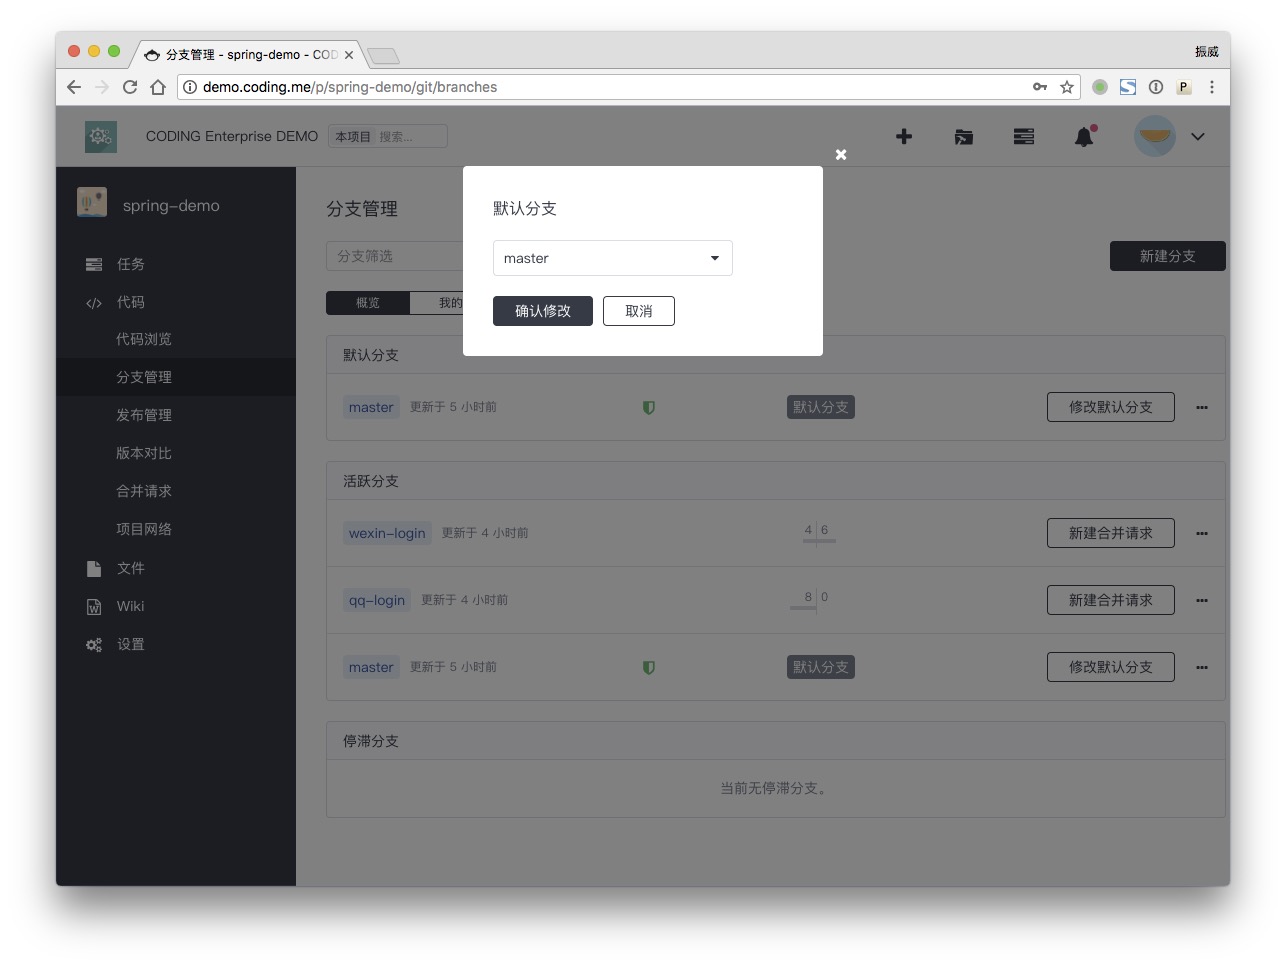 分支管理 - spring-demo - COD
振威
demo.coding.me/p/spring-demo/git/branches
P
CODING Enterprise DEMO
本项目 搜索...
spring-demo
任务
代码
代码浏览
分支管理
发布管理
版本对比
合并请求
项目网络
文件
Wiki
设置
分支管理
分支筛选
新建分支
概览
我的
默认分支
master
确认修改
取消
默认分支
master 更新于 5 小时前 默认分支 修改默认分支
活跃分支
wexin-login 更新于 4 小时前 4 6 新建合并请求
qq-login 更新于 4 小时前 8 0 新建合并请求
master 更新于 5 小时前 默认分支 修改默认分支
停滞分支
当前无停滞分支。